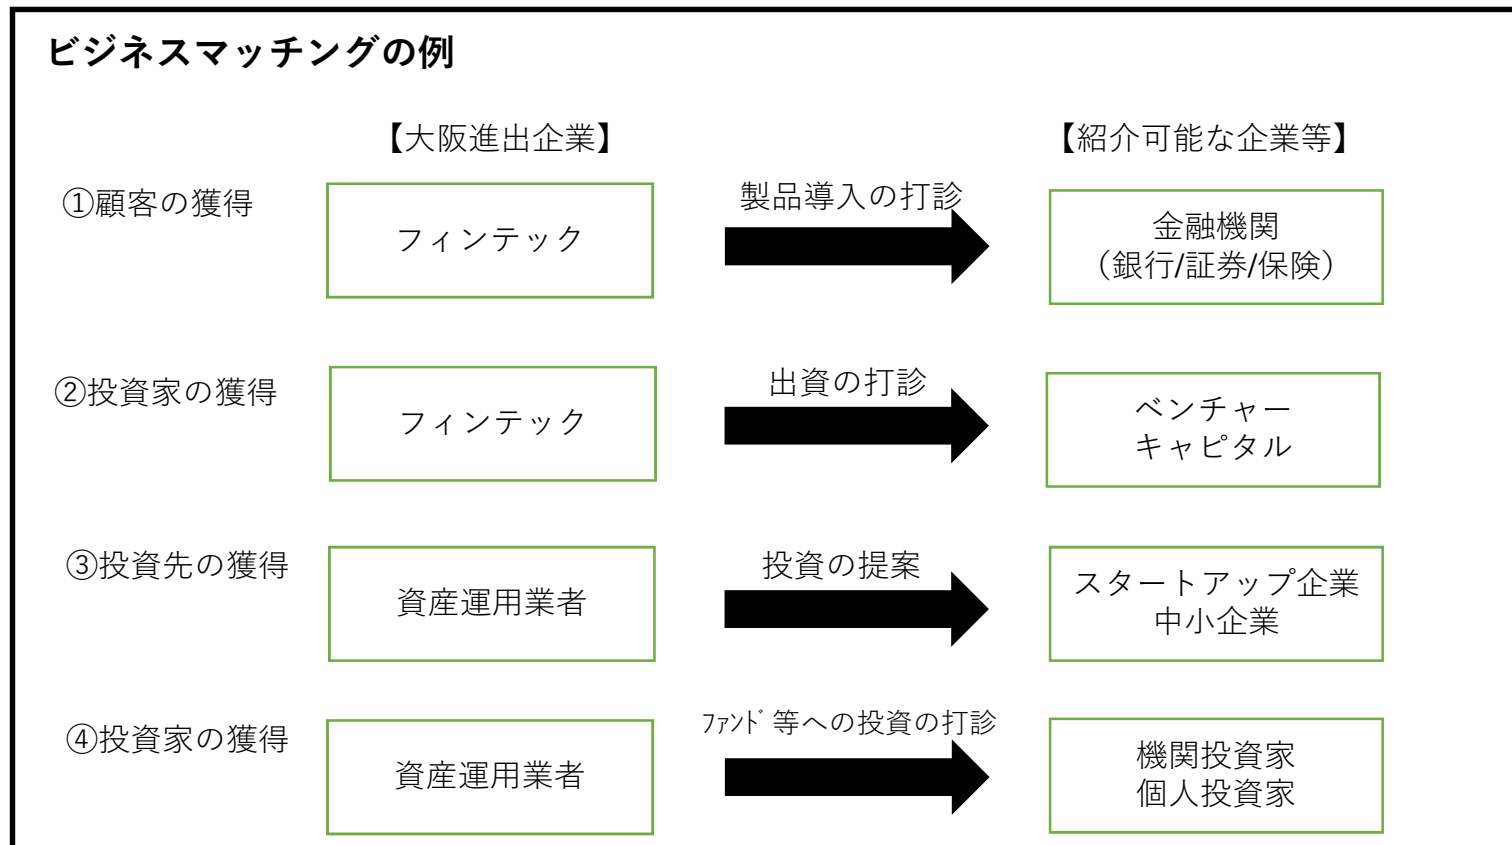 ビジネスマッチングの例
【大阪進出企業】
【紹介可能な企業等】
①顧客の獲得
フィンテック
製品導入の打診
金融機関
（銀行/証券/保険）
②投資家の獲得
フィンテック
出資の打診
ベンチャー
キャピタル
③投資先の獲得
資産運用業者
投資の提案
スタートアップ企業
中小企業
④投資家の獲得
資産運用業者
ﾌｧﾝﾄﾞ等への投資の打診
機関投資家
個人投資家